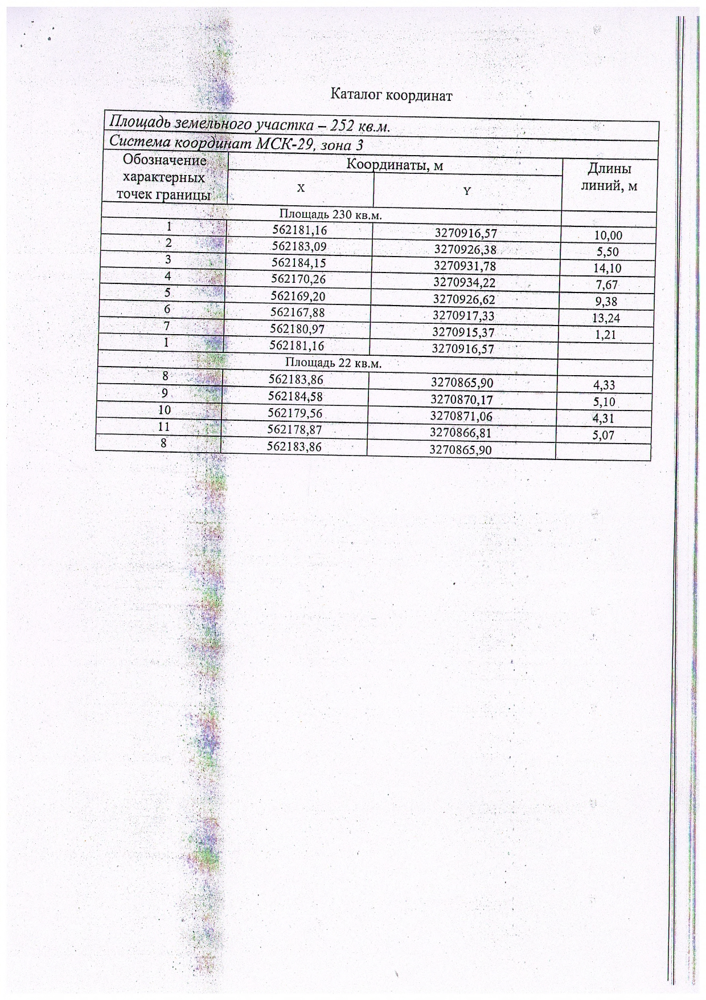 Каталог координат
Площадь земельного участка – 252 кв.м.
Система координат МСК-29, зона 3
Обозначение характерных точек границы Координаты, м Длины линий, м
X Y
Площадь 230 кв.м.
1 562181,16 3270916,57 10,00
2 562183,09 3270926,38 5,50
3 562184,15 3270931,78 14,10
4 562170,26 3270934,22 7,67
5 562169,20 3270926,62 9,38
6 562167,88 3270917,33 13,24
7 562180,97 3270915,37 1,21
1 562181,16 3270916,57
Площадь 22 кв.м.
8 562183,86 3270865,90 4,33
9 562184,58 3270870,17 5,10
10 562179,56 3270871,06 4,31
11 562178,87 3270866,81 5,07
8 562183,86 3270865,90